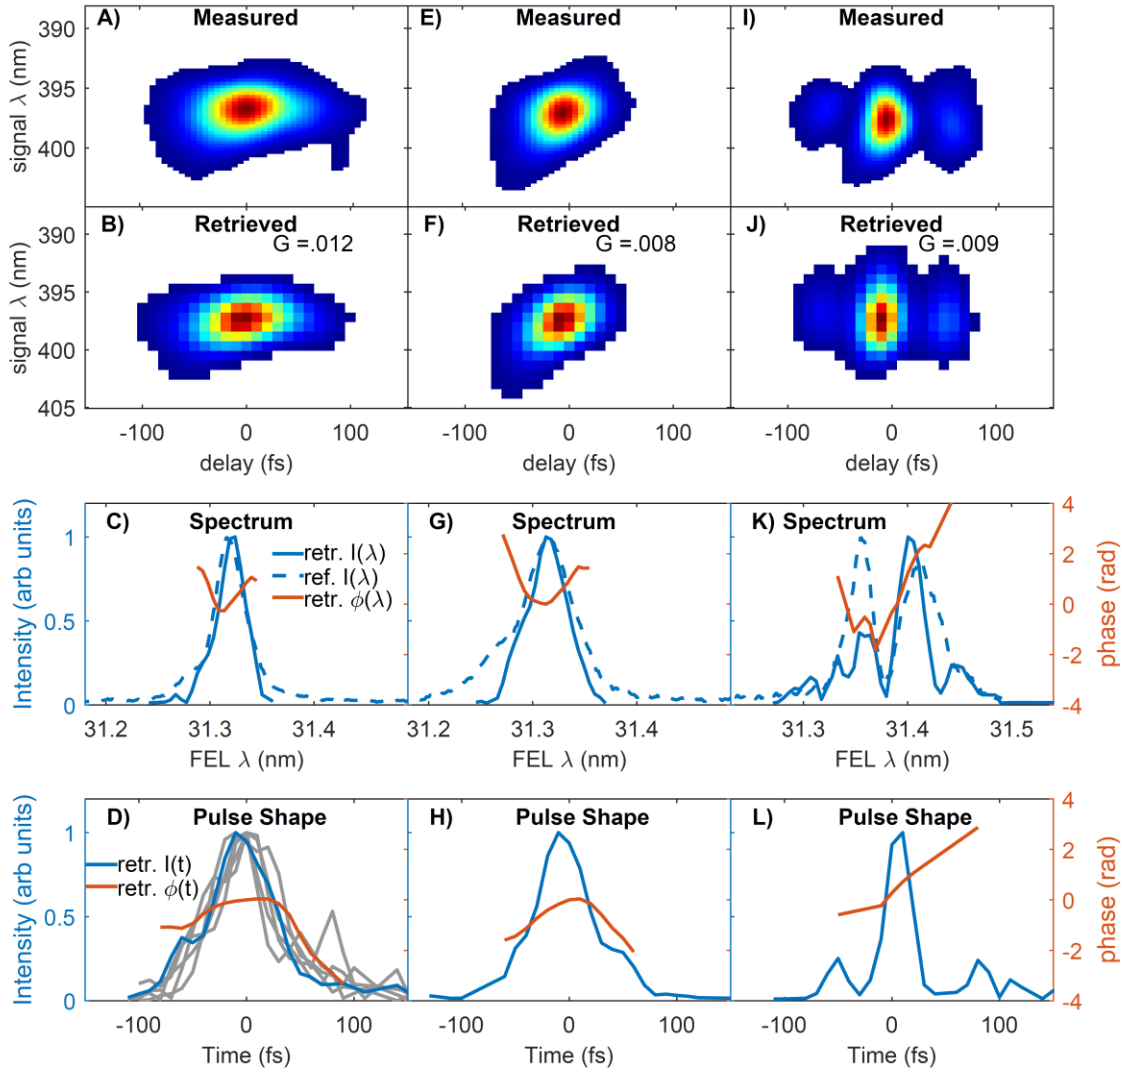 A) Measured
E) Measured
I) Measured
signal λ (nm)
390
395
400
B) Retrieved
G =.012
F) Retrieved
G =.008
J) Retrieved
G =.009
signal λ (nm)
390
395
400
405
-100 0 100
delay (fs)
-100 0 100
delay (fs)
-100 0 100
delay (fs)
C) Spectrum
retr. I(λ)
ref. I(λ)
retr. ϕ(λ)
G) Spectrum
K) Spectrum
Intensity (arb units)
1
0.5
0
4
2
0
-2
-4
phase (rad)
31.2 31.3 31.4
FEL λ (nm)
31.2 31.3 31.4
FEL λ (nm)
31.3 31.4 31.5
FEL λ (nm)
D) Pulse Shape
retr. I(t)
retr. ϕ(t)
H) Pulse Shape
L) Pulse Shape
Intensity (arb units)
1
0.5
0
4
2
0
-2
-4
phase (rad)
-100 0 100
Time (fs)
-100 0 100
Time (fs)
-100 0 100
Time (fs)